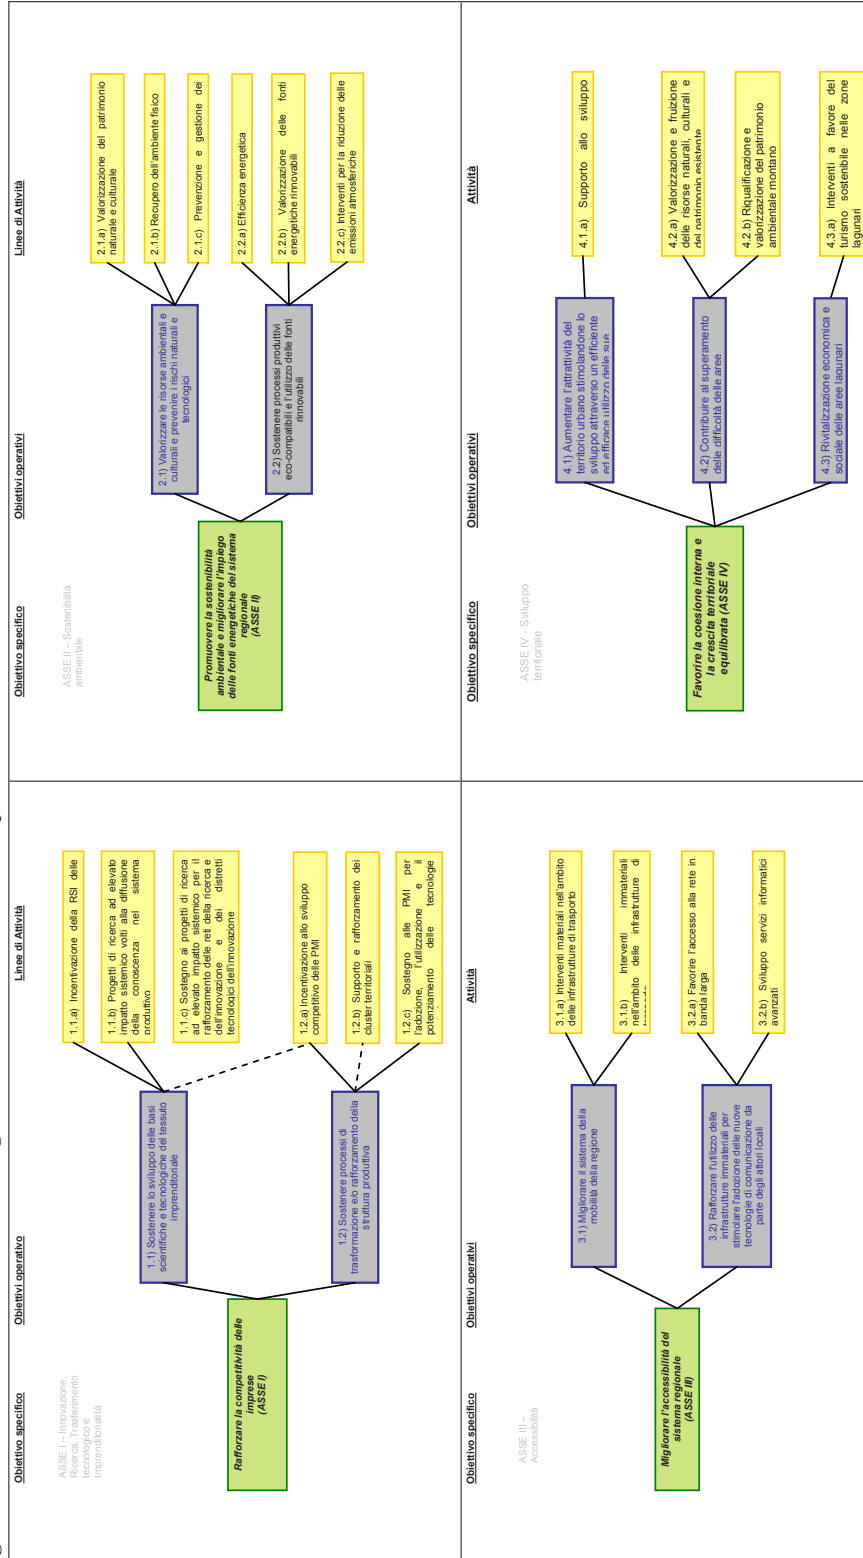 Obiettivo specifico
Obiettivi operativo
Linee di Attività
ASSE I – Innovazione,
Ricerca, Trasferimento
tecnologico e
Imprenditorialità
Rafforzare la competitività delle
imprese
(ASSE I)
1.1) Sostenere lo sviluppo delle basi
scientifiche e tecnologiche del tessuto
imprenditoriale
1.2) Sostenere processi di
trasformazione e/o rafforzamento della
struttura produttiva
1.1.a) Incentivazione della RSI delle
1.1.b) Progetti di ricerca ad elevato
impatto sistemico volti alla diffusione
della conoscenza nel sistema
produttivo
1.1.c) Sostegno ai progetti di ricerca
ad elevato impatto sistemico per il
rafforzamento delle reti della ricerca e
dell'innovazione e dei distretti
tecnologici dell'innovazione
1.2.a) Incentivazione allo sviluppo
competitivo delle PMI
1.2.b) Supporto e rafforzamento dei
cluster territoriali
1.2.c) Sostegno alle PMI per
l'adozione, l'utilizzazione e il
potenziamento delle tecnologie
Obiettivo specifico
Obiettivi operativi
Linee di Attività
ASSE II – Sostenibilità
ambientale
Promuovere la sostenibilità
ambientale e migliorare l'impiego
delle fonti energetiche del sistema
regionale
(ASSE II)
2.1) Valorizzare le risorse ambientali e
culturali e prevenire i rischi naturali e
tecnologici
2.2) Sostenere processi produttivi
eco-compatibili e l'utilizzo delle fonti
rinnovabili
2.1.a) Valorizzazione del patrimonio
naturale e culturale
2.1.b) Recupero dell'ambiente fisico
2.1.c) Prevenzione e gestione dei
2.2.a) Efficienza energetica
2.2.b) Valorizzazione delle fonti
energetiche rinnovabili
2.2.c) Interventi per la riduzione delle
emissioni atmosferiche
Obiettivo specifico
Obiettivi operativi
Attività
ASSE III –
Accessibilità
Migliorare l'accessibilità del
sistema regionale
(ASSE III)
3.1) Migliorare il sistema della
mobilità della regione
3.2) Rafforzare l'utilizzo delle
infrastrutture immateriali per
stimolare l'adozione delle nuove
tecnologie di comunicazione da
parte degli attori locali
3.1.a) Interventi materiali nell'ambito
delle infrastrutture di trasporto
3.1.b) Interventi immateriali
nell'ambito delle infrastrutture di
3.2.a) Favorire l'accesso alla rete in
banda larga
3.2.b) Sviluppo servizi informatici
avanzati
Obiettivo specifico
Obiettivi operativi
Attività
ASSE IV - Sviluppo
territoriale
Favorire la coesione interna e
la crescita territoriale
equilibrata (ASSE IV)
4.1) Aumentare l'attrattività del
territorio urbano stimolandone lo
sviluppo attraverso un efficiente
ed efficace utilizzo delle sue
4.2) Contribuire al superamento
delle difficoltà delle aree
4.3) Rivitalizzazione economica e
sociale delle aree lagunari
4.1.a) Supporto allo sviluppo
4.2.a) Valorizzazione e fruizione
delle risorse naturali, culturali e
del patrimonio esistente
4.2.b) Riqualificazione e
valorizzazione del patrimonio
ambientale montano
4.3.a) Interventi a favore del
turismo sostenibile nelle zone
lagunari